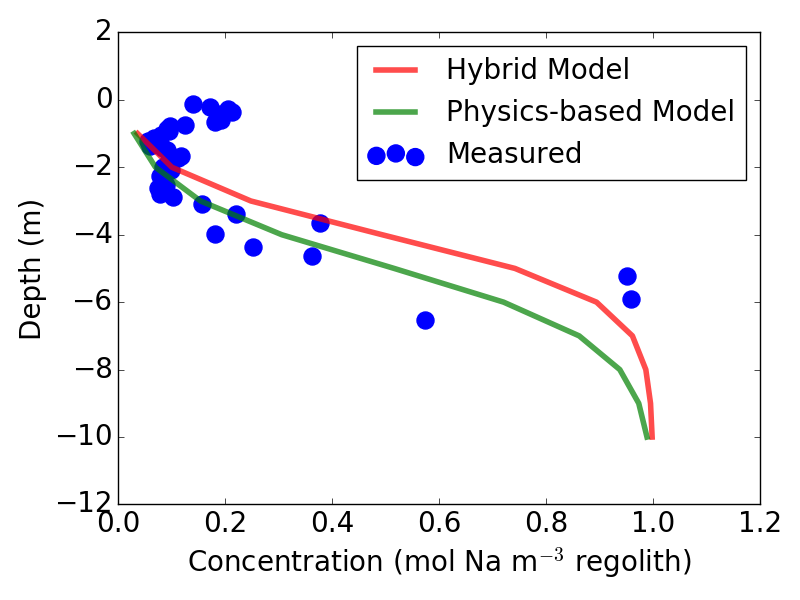 2
0
−2
−4
−6
−8
−10
−12
Depth (m)
Hybrid Model
Physics-based Model
Measured
0.0 0.2 0.4 0.6 0.8 1.0 1.2
Concentration (mol Na m⁻³ regolith)